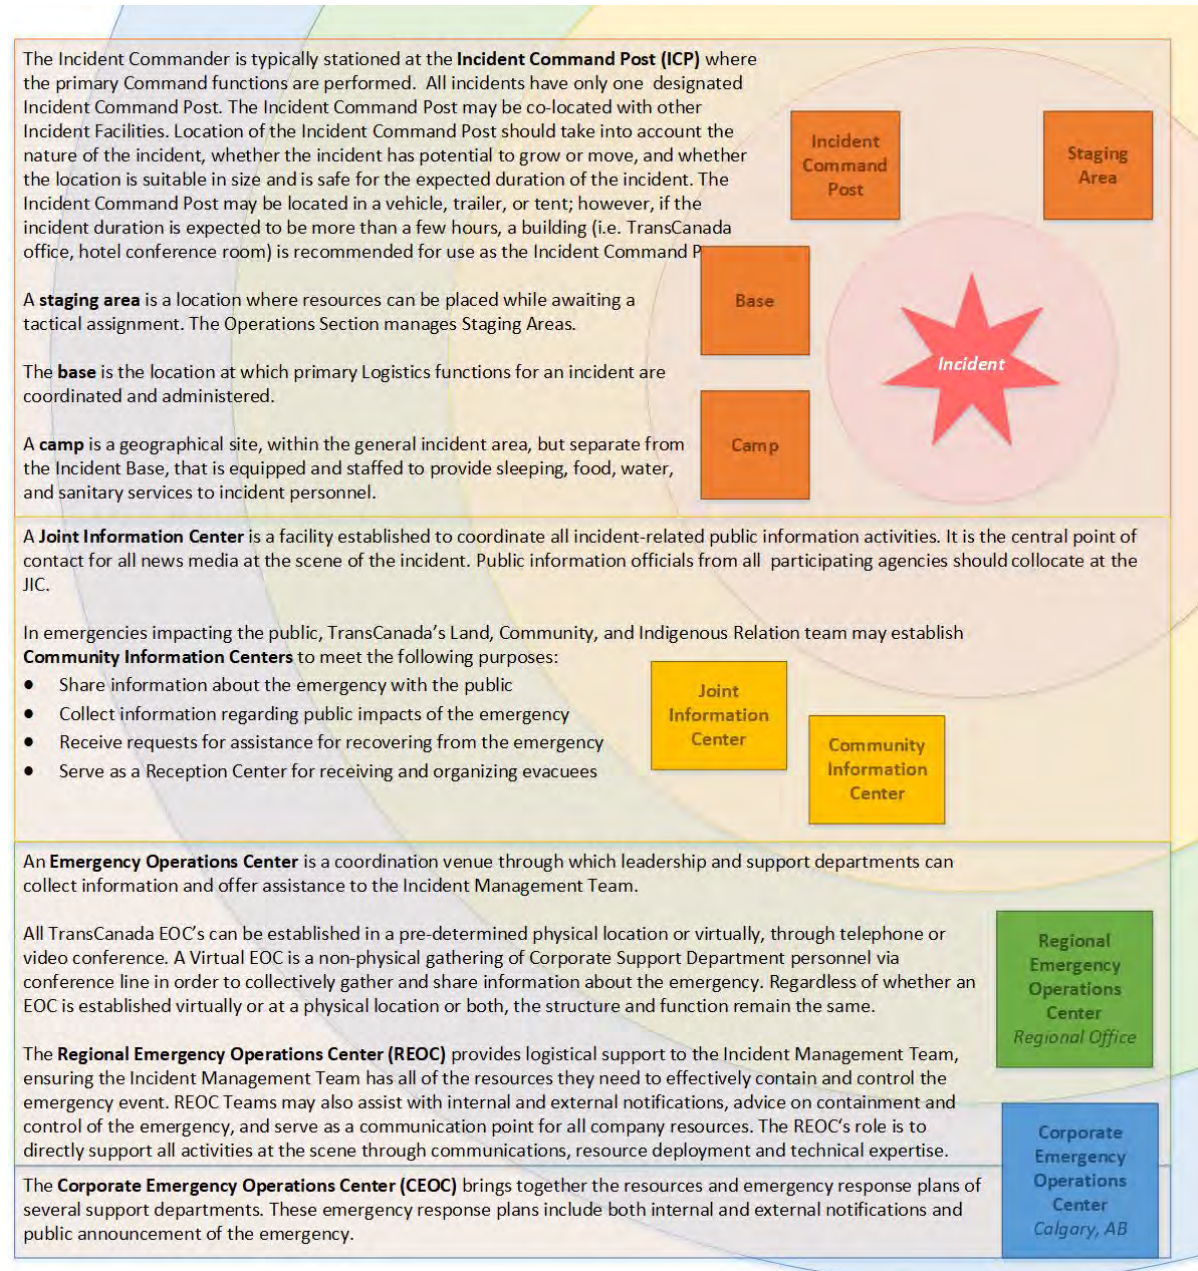 The Incident Commander is typically stationed at the Incident Command Post (ICP) where
the primary Command functions are performed.  All incidents have only one  designated
Incident Command Post. The Incident Command Post may be co-located with other
Incident Facilities. Location of the Incident Command Post should take into account the
nature of the incident, whether the incident has potential to grow or move, and whether
the location is suitable in size and is safe for the expected duration of the incident. The
Incident Command Post may be located in a vehicle, trailer, or tent; however, if the
incident duration is expected to be more than a few hours, a building (i.e. TransCanada
office, hotel conference room) is recommended for use as the Incident Command P
A staging area is a location where resources can be placed while awaiting a
tactical assignment. The Operations Section manages Staging Areas.
The base is the location at which primary Logistics functions for an incident are
coordinated and administered.
A camp is a geographical site, within the general incident area, but separate from
the Incident Base, that is equipped and staffed to provide sleeping, food, water,
and sanitary services to incident personnel.
Incident
Command
Post
Staging
Area
Base
Incident
Camp
A Joint Information Center is a facility established to coordinate all incident-related public information activities. It is the central point of
contact for all news media at the scene of the incident. Public information officials from all  participating agencies should collocate at the
JIC.
In emergencies impacting the public, TransCanada's Land, Community, and Indigenous Relation team may establish
Community Information Centers to meet the following purposes:
● Share information about the emergency with the public
● Collect information regarding public impacts of the emergency
● Receive requests for assistance for recovering from the emergency
● Serve as a Reception Center for receiving and organizing evacuees
Joint
Information
Center
Community
Information
Center
An Emergency Operations Center is a coordination venue through which leadership and support departments can
collect information and offer assistance to the Incident Management Team.
All TransCanada EOC's can be established in a pre-determined physical location or virtually, through telephone or
video conference. A Virtual EOC is a non-physical gathering of Corporate Support Department personnel via
conference line in order to collectively gather and share information about the emergency. Regardless of whether an
EOC is established virtually or at a physical location or both, the structure and function remain the same.
The Regional Emergency Operations Center (REOC) provides logistical support to the Incident Management Team,
ensuring the Incident Management Team has all of the resources they need to effectively contain and control the
emergency event. REOC Teams may also assist with internal and external notifications, advice on containment and
control of the emergency, and serve as a communication point for all company resources. The REOC's role is to
directly support all activities at the scene through communications, resource deployment and technical expertise.
Regional
Emergency
Operations
Center
Regional Office
The Corporate Emergency Operations Center (CEOC) brings together the resources and emergency response plans of
several support departments. These emergency response plans include both internal and external notifications and
public announcement of the emergency.
Corporate
Emergency
Operations
Center
Calgary, AB